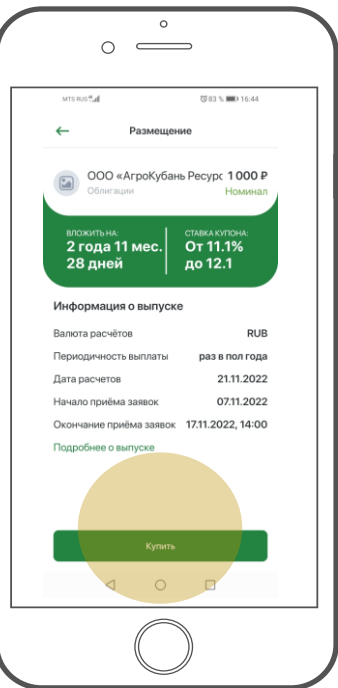 MTS RUS 83 % 16:44
Размещение
ООО «АгроКубань Ресурс 1 000 ₽
Облигации Номинал
ВЛОЖИТЬ НА: СТАВКА КУПОНА:
2 года 11 мес. От 11.1%
28 дней до 12.1
Информация о выпуске
Валюта расчётов RUB
Периодичность выплаты раз в пол года
Дата расчетов 21.11.2022
Начало приёма заявок 07.11.2022
Окончание приёма заявок 17.11.2022, 14:00
Подробнее о выпуске
Купить